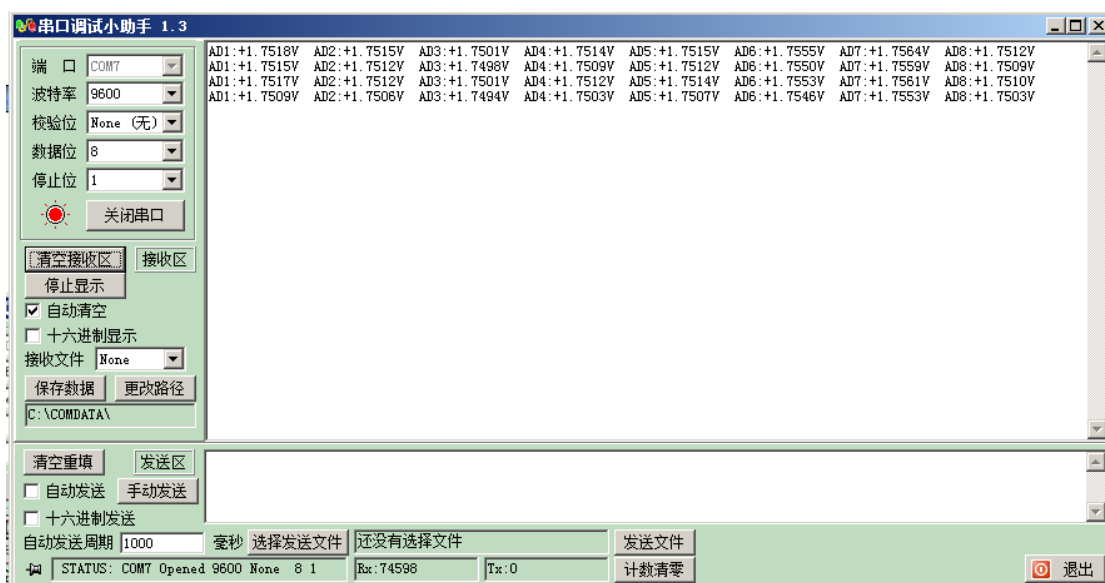 串口调试小助手 1.3
端 口 COM7
波特率 9600
校验位 None (无)
数据位 8
停止位 1
关闭串口
清空接收区 接收区
停止显示
自动清空
十六进制显示
接收文件 None
保存数据 更改路径
C:\COMDATA\
AD1:+1.7518V AD2:+1.7515V AD3:+1.7501V AD4:+1.7514V AD5:+1.7515V AD6:+1.7555V AD7:+1.7564V AD8:+1.7512V
AD1:+1.7515V AD2:+1.7512V AD3:+1.7498V AD4:+1.7509V AD5:+1.7512V AD6:+1.7550V AD7:+1.7559V AD8:+1.7509V
AD1:+1.7517V AD2:+1.7512V AD3:+1.7501V AD4:+1.7512V AD5:+1.7514V AD6:+1.7553V AD7:+1.7561V AD8:+1.7510V
AD1:+1.7509V AD2:+1.7506V AD3:+1.7494V AD4:+1.7503V AD5:+1.7507V AD6:+1.7546V AD7:+1.7553V AD8:+1.7503V
清空重填 发送区
自动发送 手动发送
十六进制发送
自动发送周期 1000 毫秒 选择发送文件 还没有选择文件 发送文件
STATUS: COM7 Opened 9600 None 8 1 Rx:74598 Tx:0 计数清零 退出